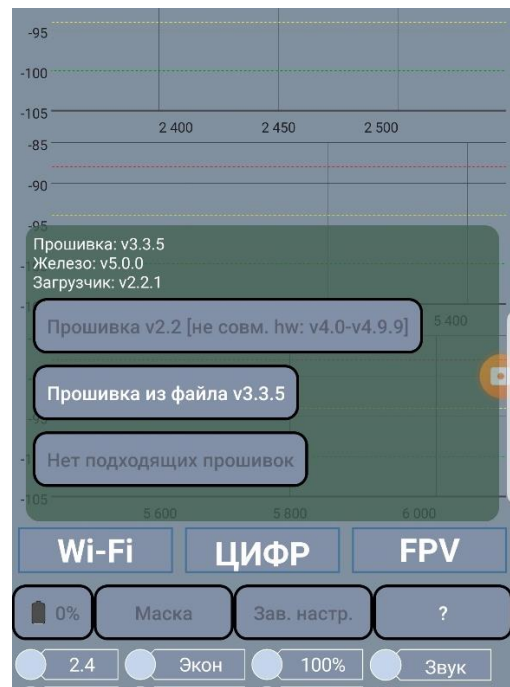 -95
-100
-105
2 400 2 450 2 500
-85
-90
-95
Прошивка: v3.3.5
Железо: v5.0.0
Загрузчик: v2.2.1
Прошивка v2.2 [не совм. hw: v4.0-v4.9.9]
5 400
Прошивка из файла v3.3.5
-95
Нет подходящих прошивок
-105
5 600 5 800 6 000
Wi-Fi ЦИФР FPV
0% Маска Зав. настр. ?
2.4 Экон 100% Звук